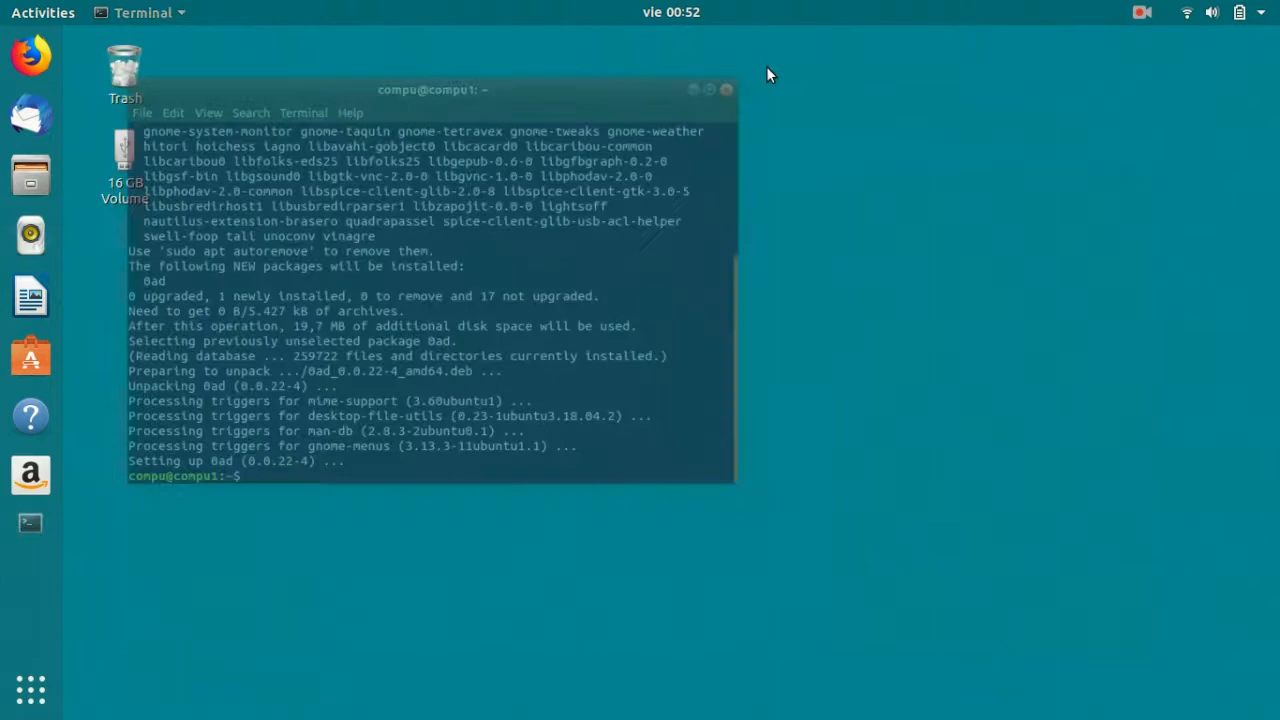 Activities
Terminal
vie 00:52
Trash
16 GB
Volume
compu@compu1: ~
File Edit View Search Terminal Help
gnome-system-monitor gnome-taquin gnome-tetravex gnome-tweaks gnome-weather
hitori hoichess iagno libavahi-gobject0 libcacard0 libcaribou-common
libcaribou0 libfolks-eds25 libfolks25 libgepub-0.6-0 libgfbgraph-0.2-0
libgsf-bin libgsound0 libgtk-vnc-2.0-0 libgvnc-1.0-0 libphodav-2.0-0
libphodav-2.0-common libspice-client-glib-2.0-8 libspice-client-gtk-3.0-5
libusbredirhost1 libusbredirparser1 libzapojit-0.0-0 lightsoff
nautilus-extension-brasero quadrapassel spice-client-glib-usb-acl-helper
swell-foop tali unoconv vinagre
Use 'sudo apt autoremove' to remove them.
The following NEW packages will be installed:
0ad
0 upgraded, 1 newly installed, 0 to remove and 17 not upgraded.
Need to get 0 B/5.427 kB of archives.
After this operation, 19,7 MB of additional disk space will be used.
Selecting previously unselected package 0ad.
(Reading database ... 259722 files and directories currently installed.)
Preparing to unpack .../0ad_0.0.22-4_amd64.deb ...
Unpacking 0ad (0.0.22-4) ...
Processing triggers for mime-support (3.60ubuntu1) ...
Processing triggers for desktop-file-utils (0.23-1ubuntu3.18.04.2) ...
Processing triggers for man-db (2.8.3-2ubuntu0.1) ...
Processing triggers for gnome-menus (3.13.3-11ubuntu1.1) ...
Setting up 0ad (0.0.22-4) ...
compu@compu1:~$